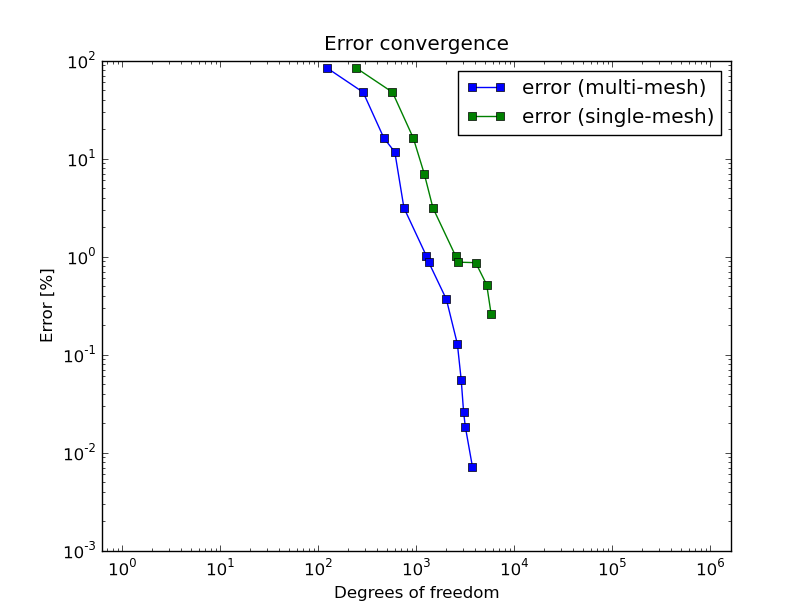 Error convergence
10^2
10^1
10^0
10^-1
10^-2
10^-3
Error [%]
error (multi-mesh)
error (single-mesh)
10^0 10^1 10^2 10^3 10^4 10^5 10^6
Degrees of freedom